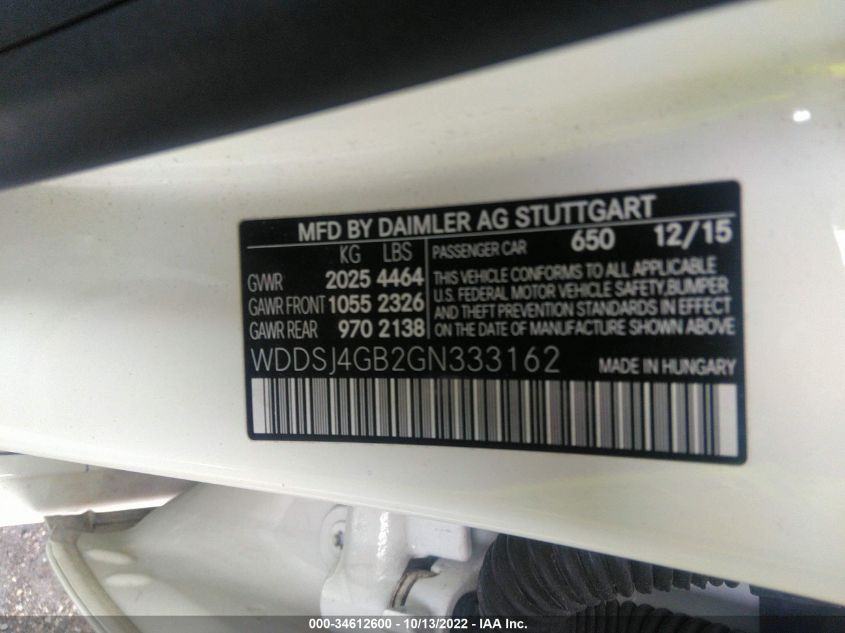 MFD BY DAIMLER AG STUTTGART
KG LBS
GVWR 2025 4464
GAWR FRONT 1055 2326
GAWR REAR 970 2138
PASSENGER CAR 650 12/15
THIS VEHICLE CONFORMS TO ALL APPLICABLE
U.S. FEDERAL MOTOR VEHICLE SAFETY,BUMPER
AND THEFT PREVENTION STANDARDS IN EFFECT
ON THE DATE OF MANUFACTURE SHOWN ABOVE
WDDSJ4GB2GN333162 MADE IN HUNGARY
000-34612600 - 10/13/2022 - IAA Inc.